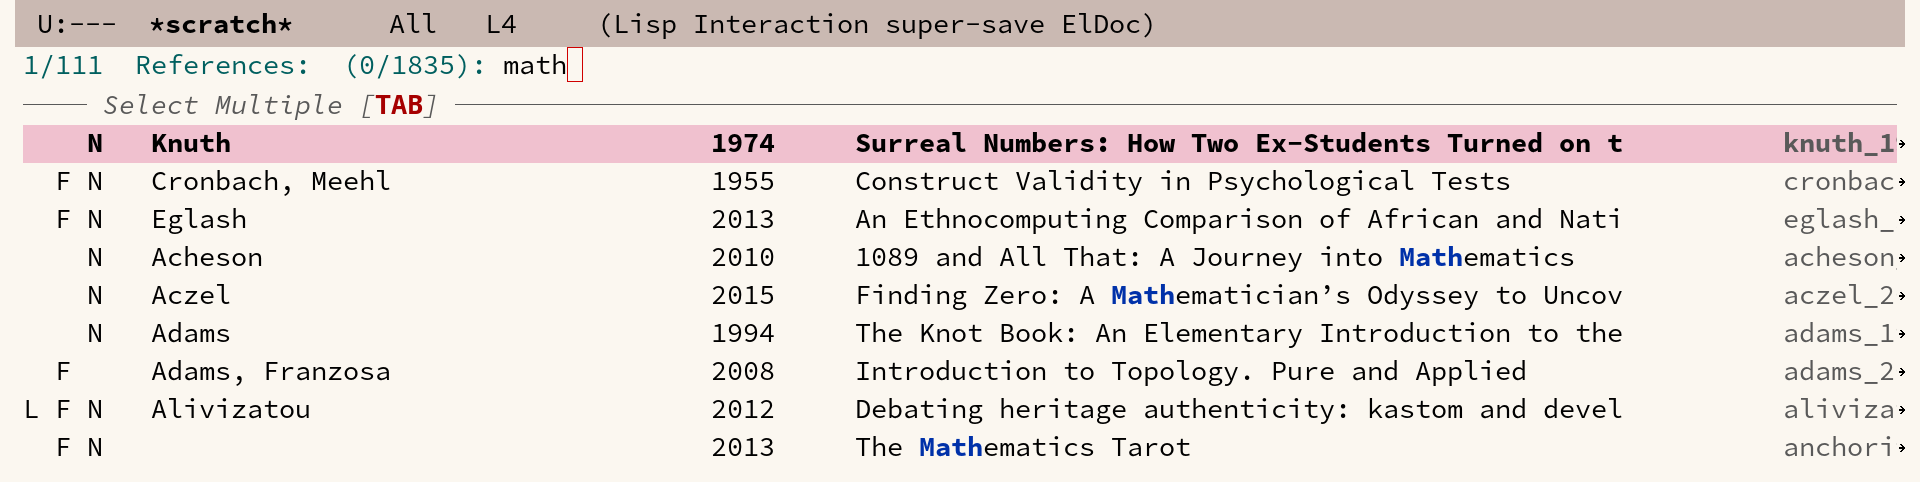 U:--- *scratch* All L4 (Lisp Interaction super-save ElDoc)
1/111 References: (0/1835): math
Select Multiple [TAB]
N Knuth 1974 Surreal Numbers: How Two Ex-Students Turned on t knuth_1
F N Cronbach, Meehl 1955 Construct Validity in Psychological Tests cronbac
F N Eglash 2013 An Ethnocomputing Comparison of African and Nati eglash_
N Acheson 2010 1089 and All That: A Journey into Mathematics acheson
N Aczel 2015 Finding Zero: A Mathematician’s Odyssey to Uncov aczel_2
N Adams 1994 The Knot Book: An Elementary Introduction to the adams_1
F Adams, Franzosa 2008 Introduction to Topology. Pure and Applied adams_2
L F N Alivizatou 2012 Debating heritage authenticity: kastom and devel aliviza
F N 2013 The Mathematics Tarot anchori